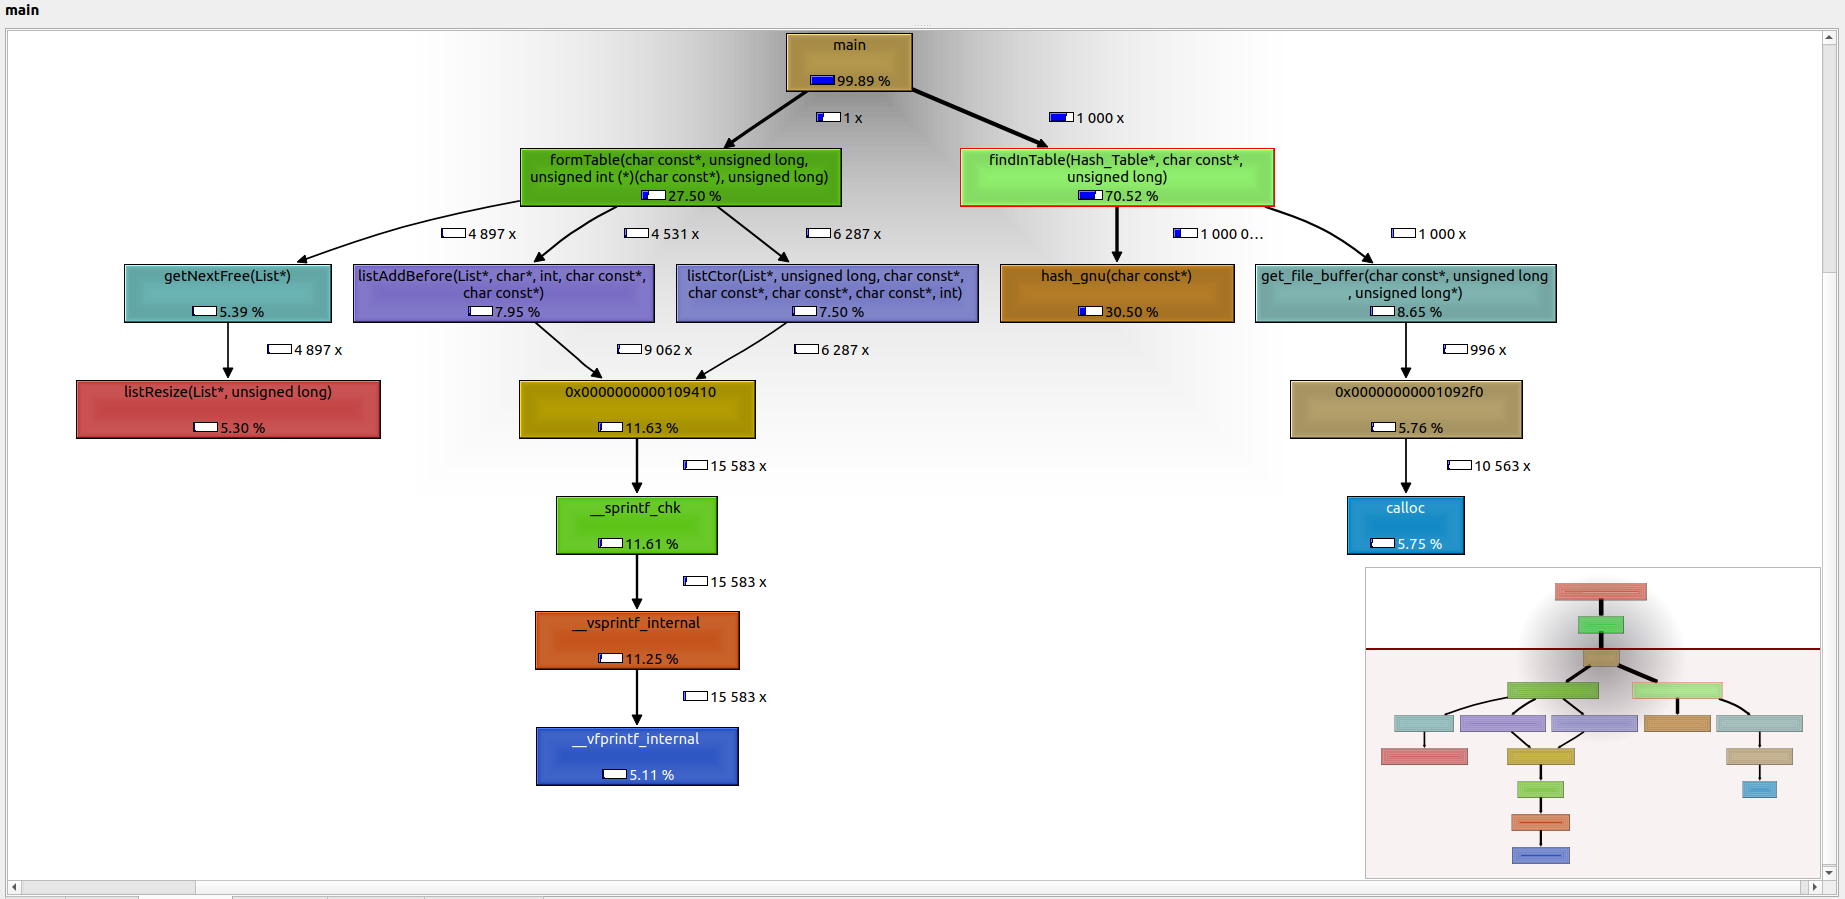 main
main
99.89 %
1 x
1 000 x
formTable(char const*, unsigned long,
unsigned int (*)(char const*), unsigned long)
27.50 %
findInTable(Hash_Table*, char const*,
unsigned long)
70.52 %
4 897 x
4 531 x
6 287 x
1 000 0...
1 000 x
getNextFree(List*)
5.39 %
listAddBefore(List*, char*, int, char const*,
char const*)
7.95 %
listCtor(List*, unsigned long, char const*,
char const*, char const*, char const*, int)
7.50 %
hash_gnu(char const*)
30.50 %
get_file_buffer(char const*, unsigned long
, unsigned long*)
8.65 %
4 897 x
9 062 x
6 287 x
996 x
listResize(List*, unsigned long)
5.30 %
0x0000000000109410
11.63 %
0x00000000001092f0
5.76 %
15 583 x
10 563 x
__sprintf_chk
11.61 %
calloc
5.75 %
15 583 x
__vsprintf_internal
11.25 %
15 583 x
__vfprintf_internal
5.11 %